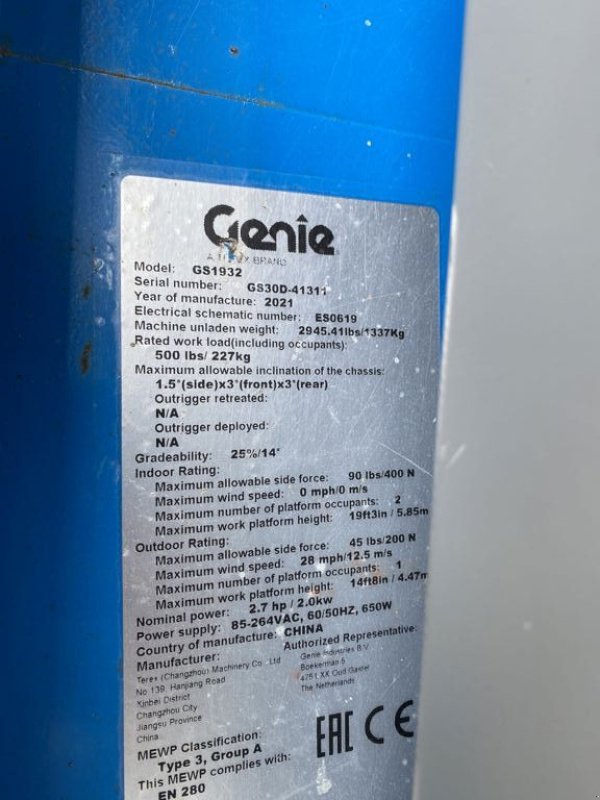 Genie
BRAND
Model: GS1932
Serial number: GS30D-41311
Year of manufacture: 2021
Electrical schematic number: ES0619
Machine unladen weight: 2945.41lbs/1337Kg
Rated work load(including occupants):
500 lbs/ 227kg
Maximum allowable inclination of the chassis:
1.5°(side)x3°(front)x3°(rear)
Outrigger retreated:
N/A
Outrigger deployed:
N/A
Gradeability: 25%/14°
Indoor Rating:
Maximum allowable side force: 90 lbs/400 N
Maximum wind speed: 0 mph/0 m/s
Maximum number of platform occupants: 2
Maximum work platform height: 19ft3in / 5.85m
Outdoor Rating:
Maximum allowable side force: 45 lbs/200 N
Maximum wind speed: 28 mph/12.5 m/s
Maximum number of platform occupants: 1
Maximum work platform height: 14ft8in / 4.47m
Nominal power: 2.7 hp / 2.0kw
Power supply: 85-264VAC, 60/50HZ, 650W
Country of manufacture: CHINA
Manufacturer: Authorized Representative:
Terex (Changzhou) Machinery Co., Ltd Genie Industries B.V
No 139, Hanjiang Road Boekerman 5
Xinbei District 4751 XX Oud Gastel
Changzhou City The Netherlands
Jiangsu Province
China
MEWP Classification:
Type 3, Group A
This MEWP complies with:
EN 280
EAC CE